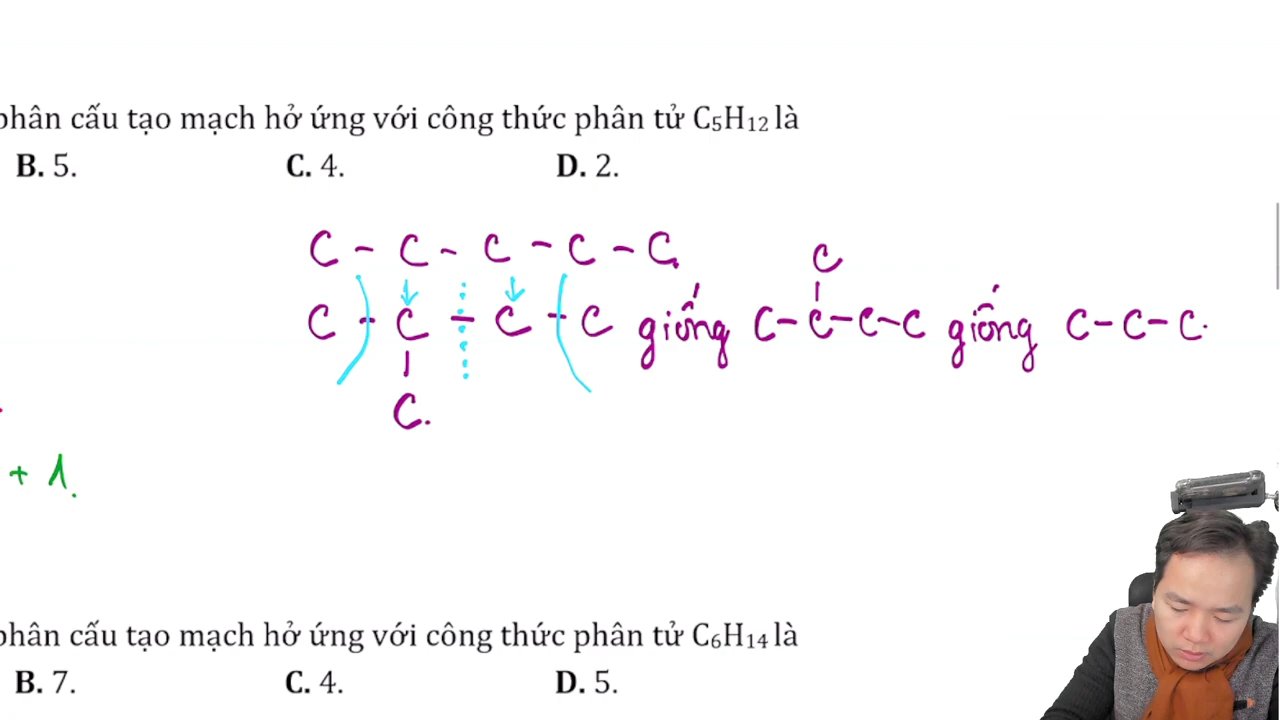 phân cấu tạo mạch hở ứng với công thức phân tử C₅H₁₂ là
B. 5. C. 4. D. 2.
C - C - C - C - C.
C
C - C - C - C giống C - C - C - C giống C - C - C.
C.
+ 1.
phân cấu tạo mạch hở ứng với công thức phân tử C₆H₁₄ là
B. 7. C. 4. D. 5.